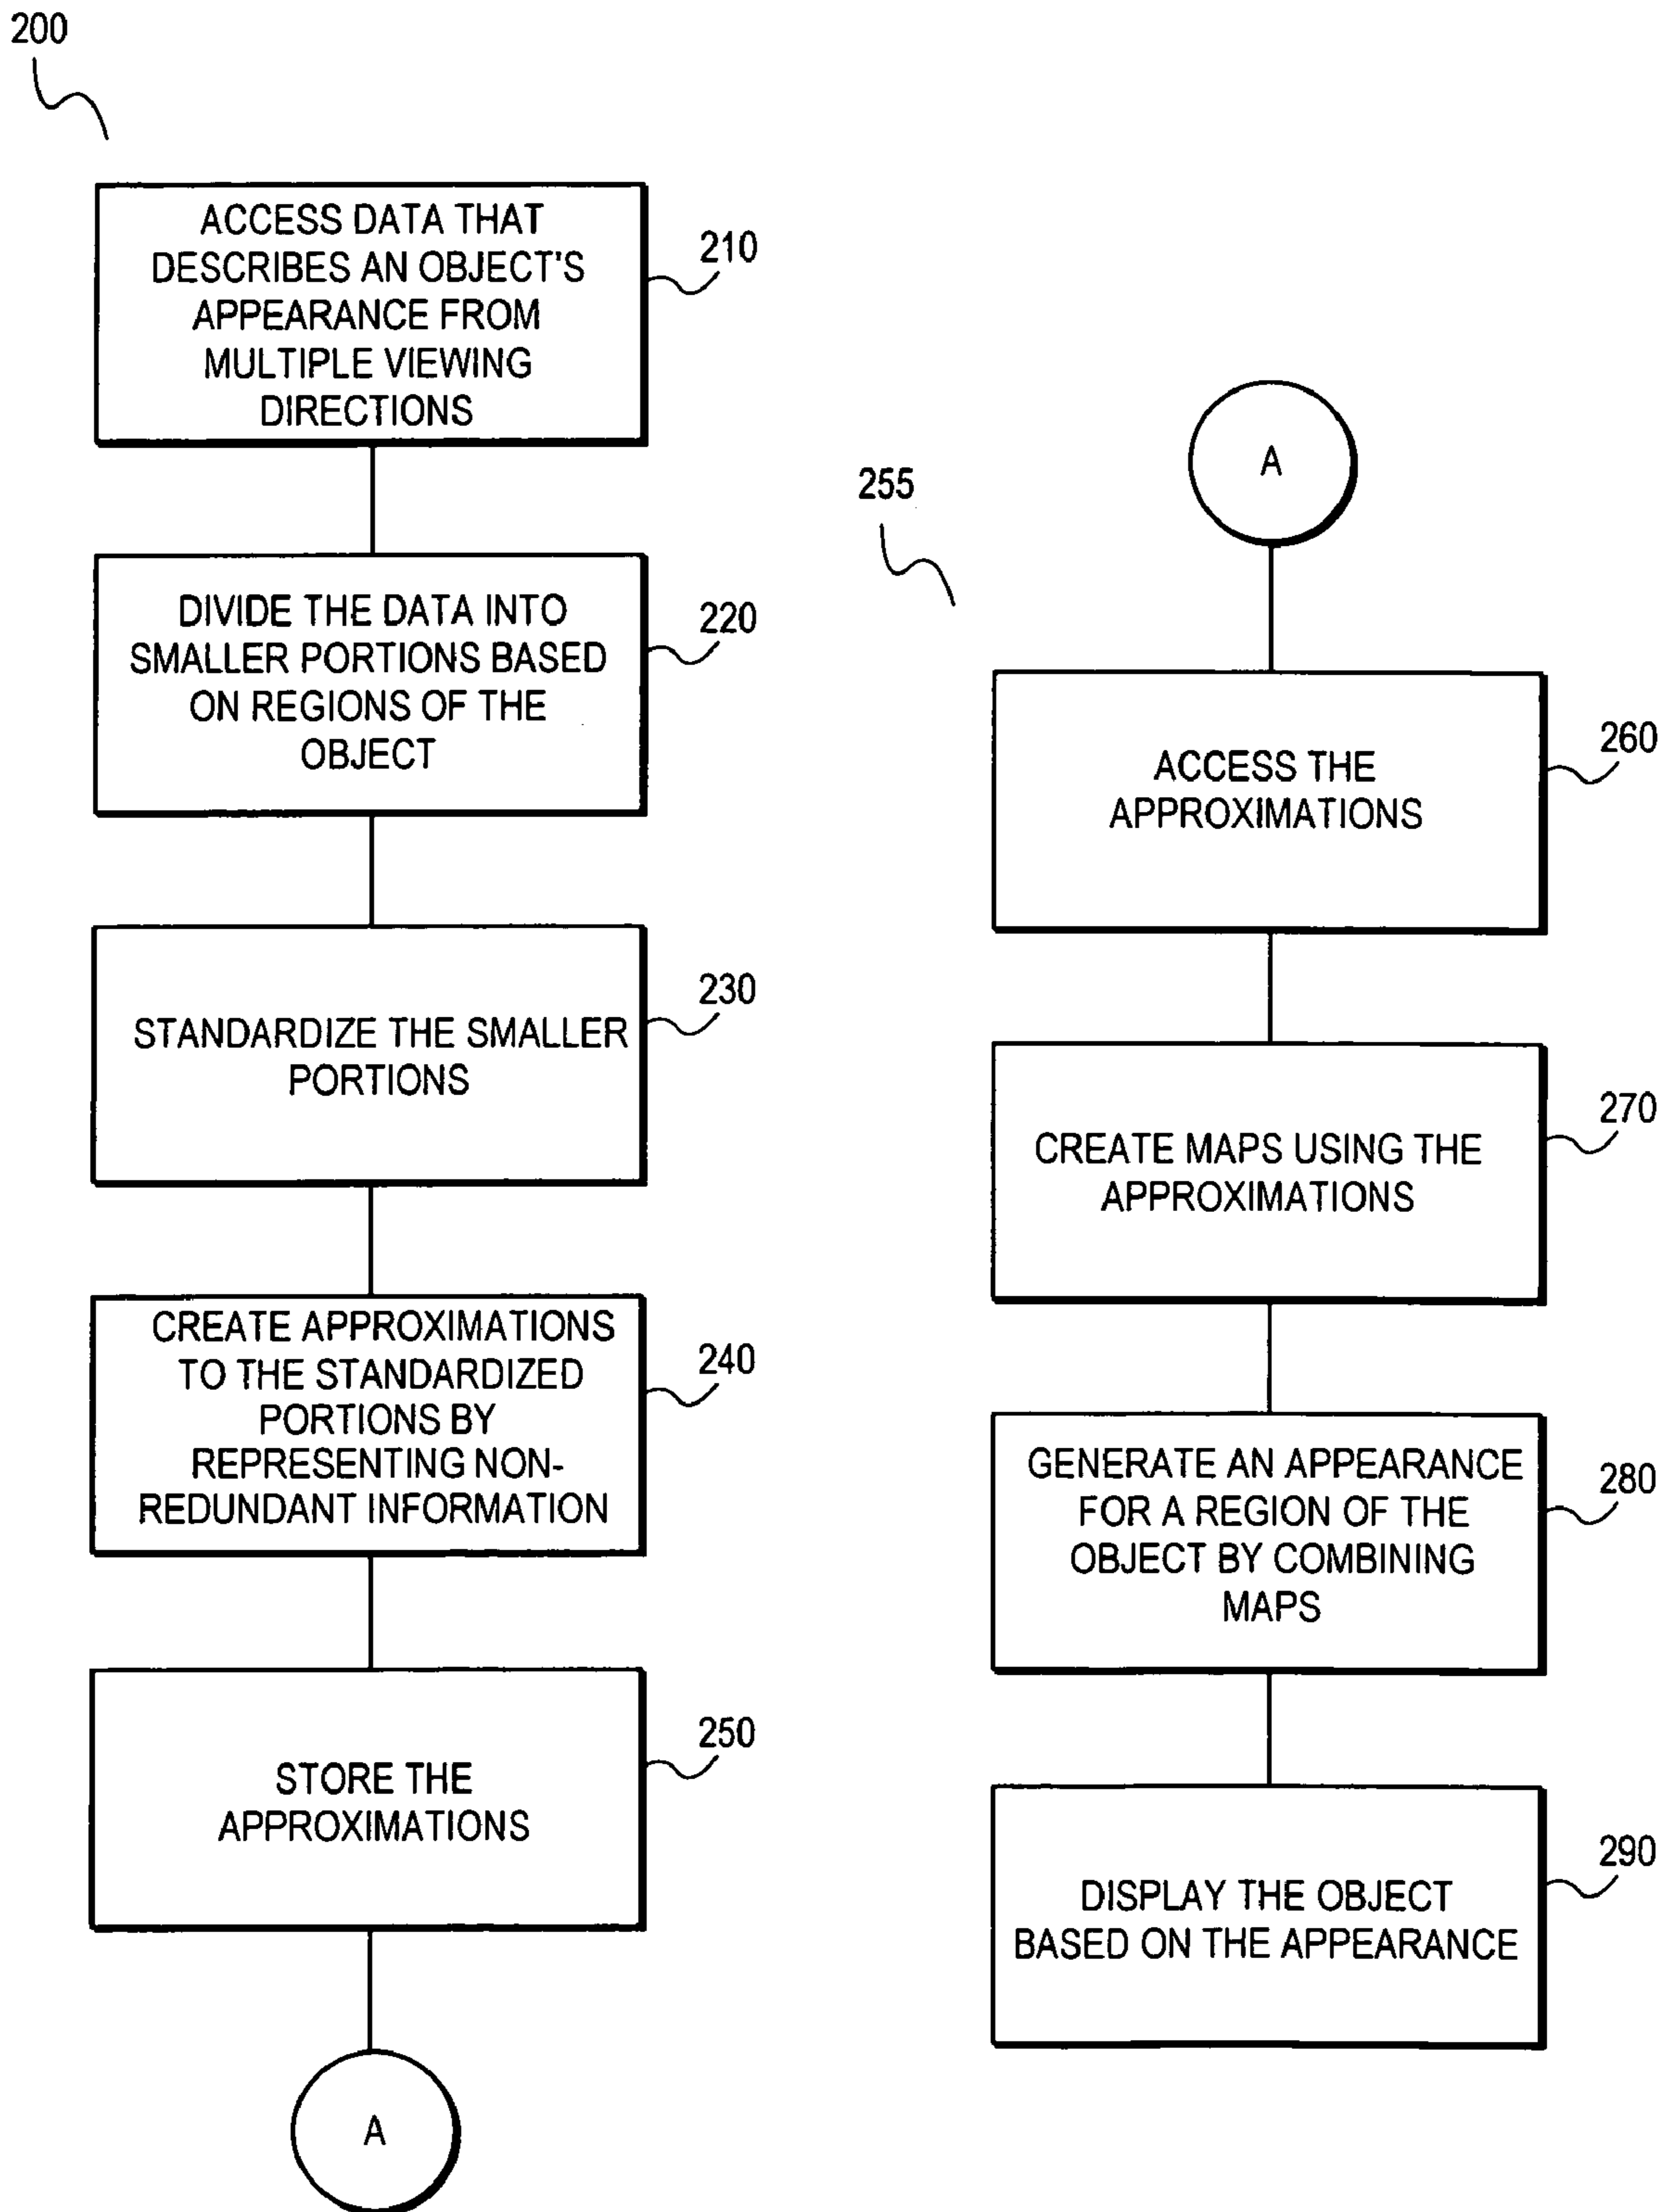 200
ACCESS DATA THAT
DESCRIBES AN OBJECT'S
APPEARANCE FROM
MULTIPLE VIEWING
DIRECTIONS
210
DIVIDE THE DATA INTO
SMALLER PORTIONS BASED
ON REGIONS OF THE
OBJECT
220
STANDARDIZE THE SMALLER
PORTIONS
230
CREATE APPROXIMATIONS
TO THE STANDARDIZED
PORTIONS BY
REPRESENTING NON-
REDUNDANT INFORMATION
240
STORE THE
APPROXIMATIONS
250
A
255
A
ACCESS THE
APPROXIMATIONS
260
CREATE MAPS USING THE
APPROXIMATIONS
270
GENERATE AN APPEARANCE
FOR A REGION OF THE
OBJECT BY COMBINING
MAPS
280
DISPLAY THE OBJECT
BASED ON THE APPEARANCE
290